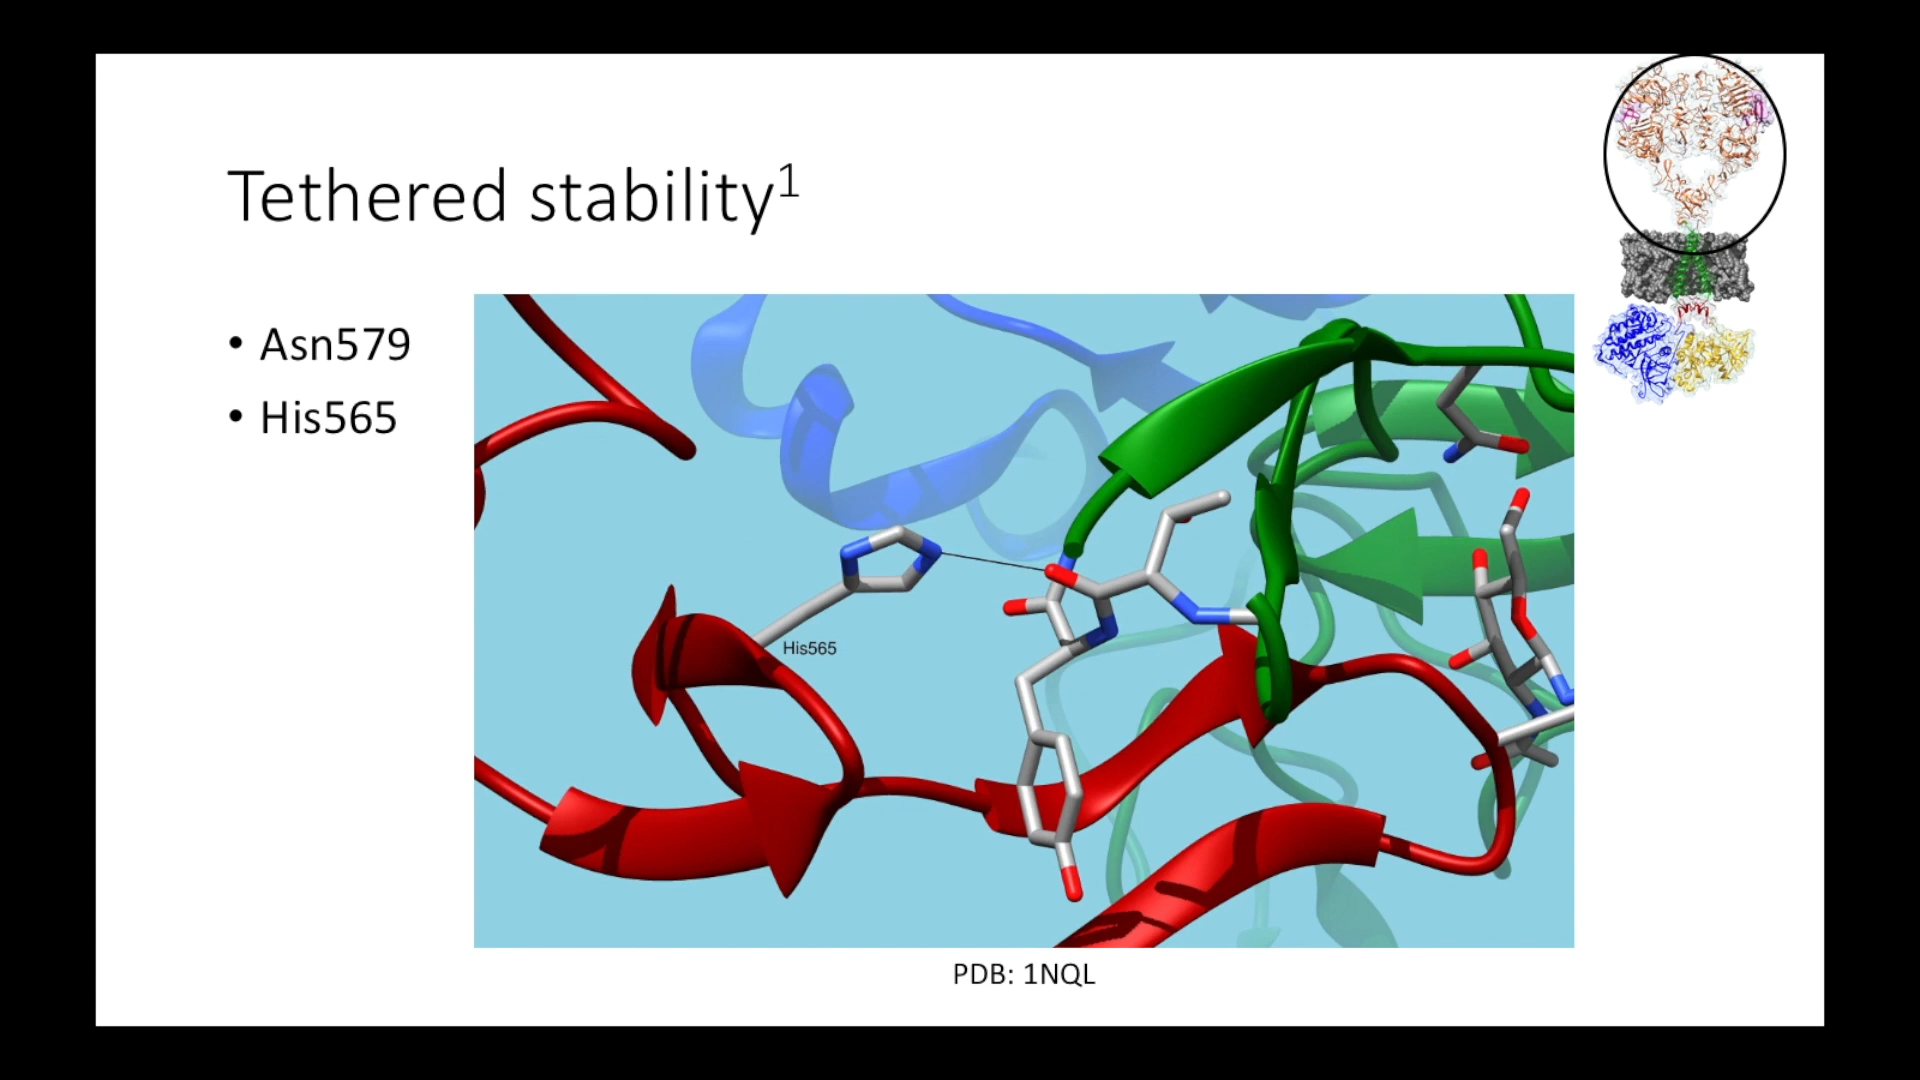 Tethered stability1
• Asn579
• His565
His565
PDB: 1NQL